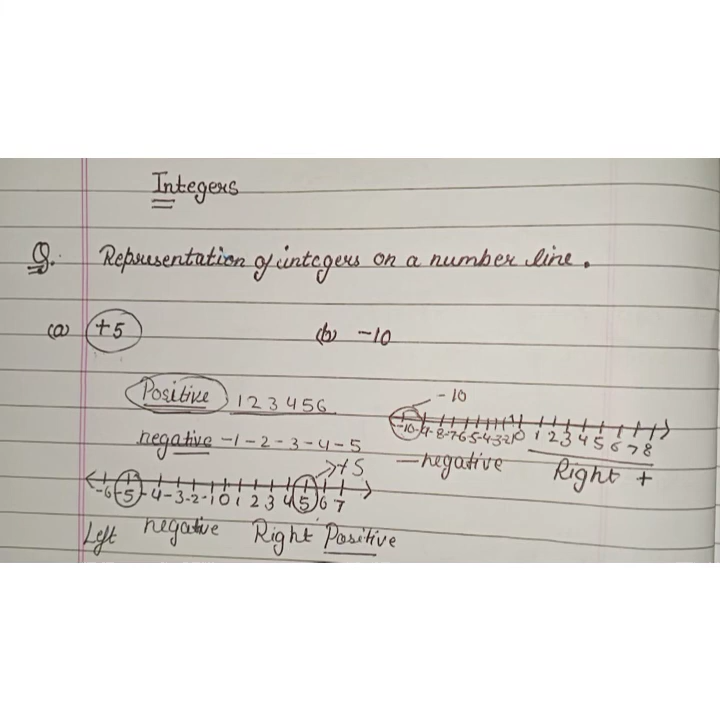 Integers
Q. Representation of integers on a number line.
(a) +5 (b) -10
Positive 1 2 3 4 5 6
negative -1 -2 -3 -4 -5
-6 -5 -4 -3 -2 -1 0 1 2 3 4 5 6 7
+5
Left negative Right Positive
-10
-10 -9 -8 -7 -6 5 -4 -3 -2 1 0 1 2 3 4 5 6 7 8
-negative Right +